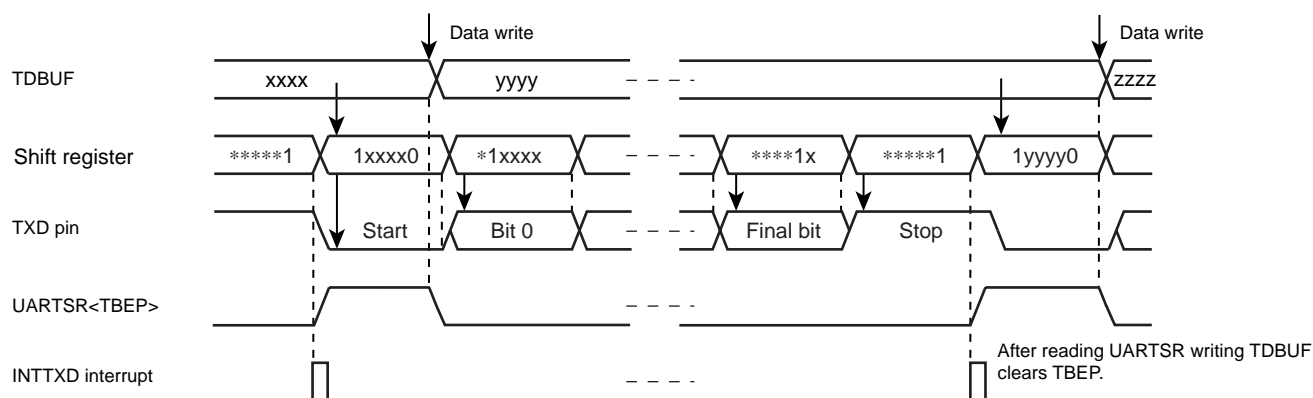 Data write Data write
TDBUF xxxx yyyy zzzz
Shift register *****1 1xxxx0 *1xxxx ****1x *****1 1yyyy0
TXD pin Start Bit 0 Final bit Stop
UARTSR<TBEP>
After reading UARTSR writing TDBUF
INTTXD interrupt clears TBEP.